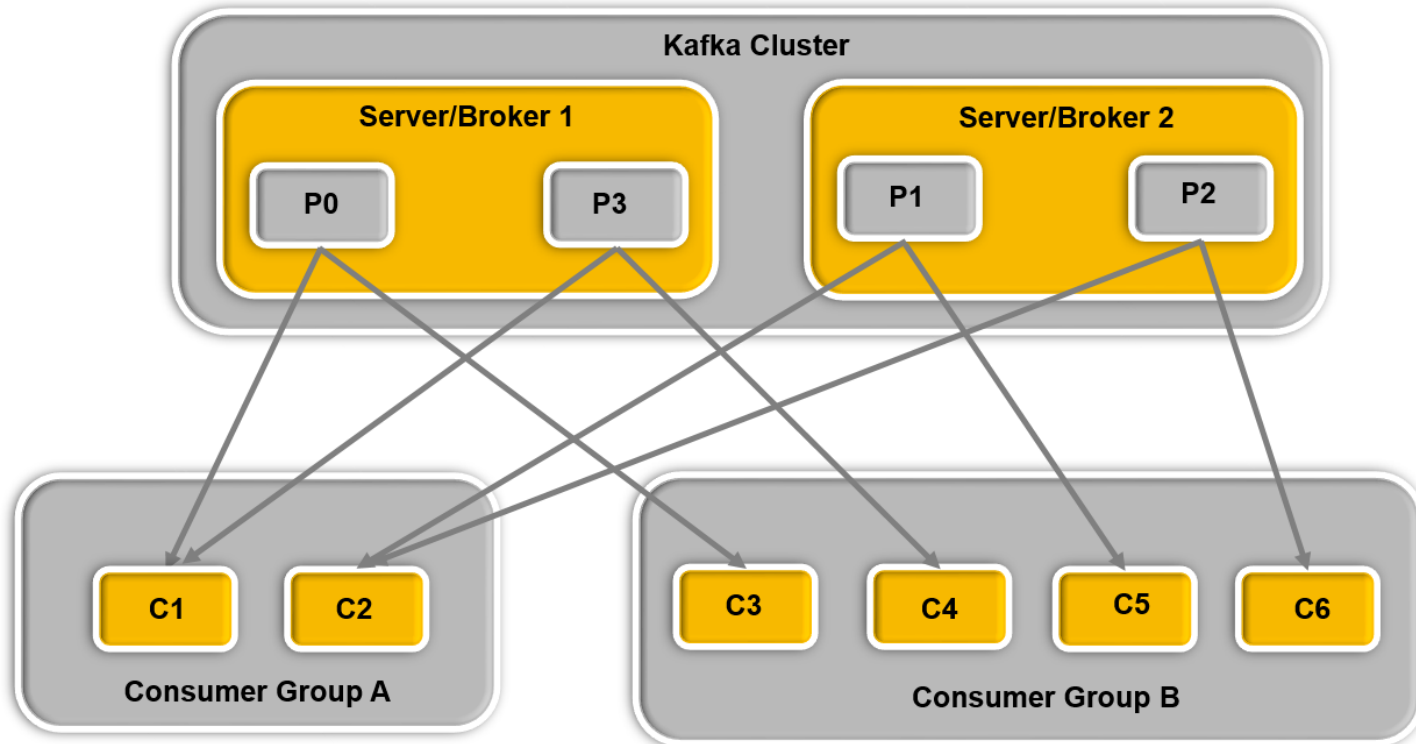 Kafka Cluster
Server/Broker 1
Server/Broker 2
P0
P3
P1
P2
C1
C2
C3
C4
C5
C6
Consumer Group A
Consumer Group B